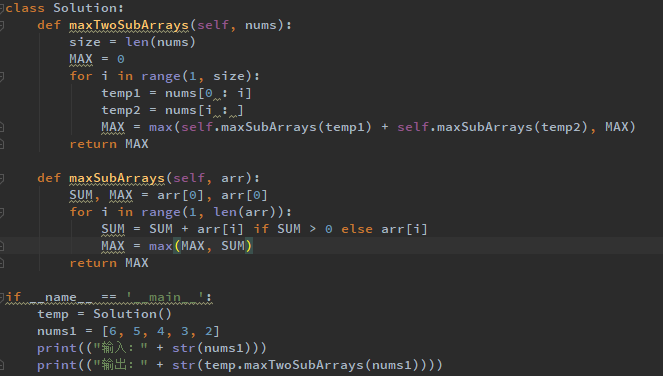 class Solution:
    def maxTwoSubArrays(self, nums):
        size = len(nums)
        MAX = 0
        for i in range(1, size):
            temp1 = nums[0 : i]
            temp2 = nums[i : ]
            MAX = max(self.maxSubArrays(temp1) + self.maxSubArrays(temp2), MAX)
        return MAX
    def maxSubArrays(self, arr):
        SUM, MAX = arr[0], arr[0]
        for i in range(1, len(arr)):
            SUM = SUM + arr[i] if SUM > 0 else arr[i]
            MAX = max(MAX, SUM)
        return MAX
if __name__ == '__main__':
    temp = Solution()
    nums1 = [6, 5, 4, 3, 2]
    print(("输入：" + str(nums1)))
    print(("输出：" + str(temp.maxTwoSubArrays(nums1))))